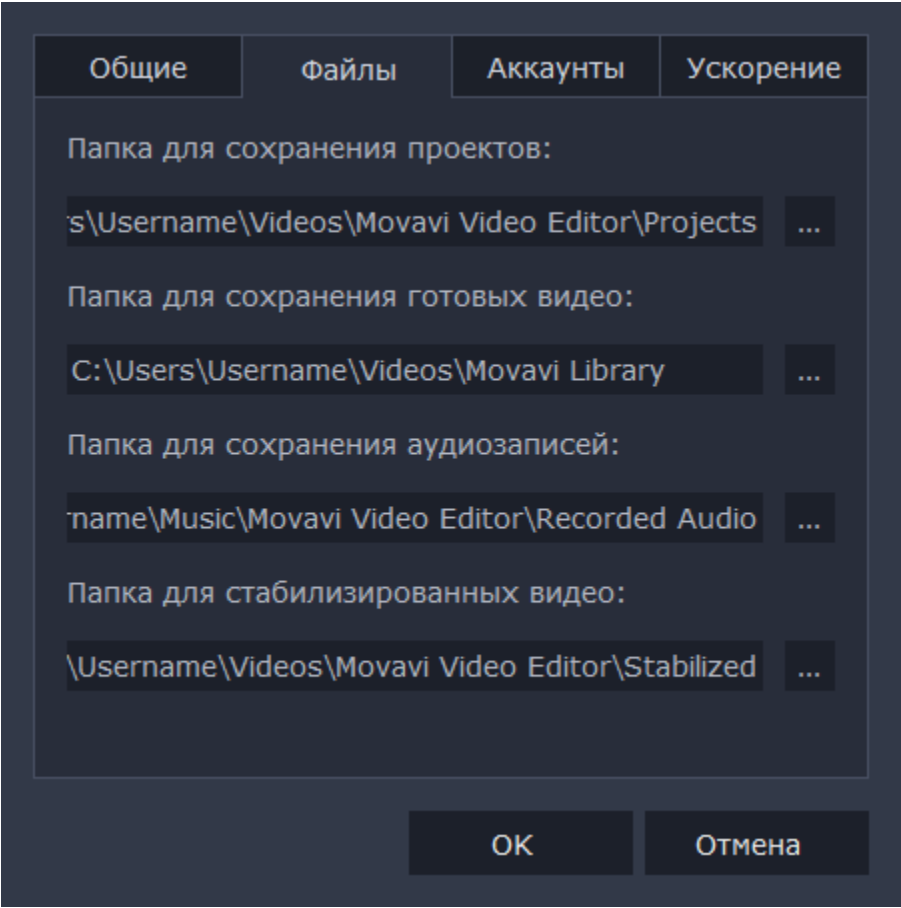 Общие Файлы Аккаунты Ускорение
Папка для сохранения проектов:
s\Username\Videos\Movavi Video Editor\Projects ...
Папка для сохранения готовых видео:
C:\Users\Username\Videos\Movavi Library ...
Папка для сохранения аудиозаписей:
name\Music\Movavi Video Editor\Recorded Audio ...
Папка для стабилизированных видео:
\Username\Videos\Movavi Video Editor\Stabilized ...
OK Отмена